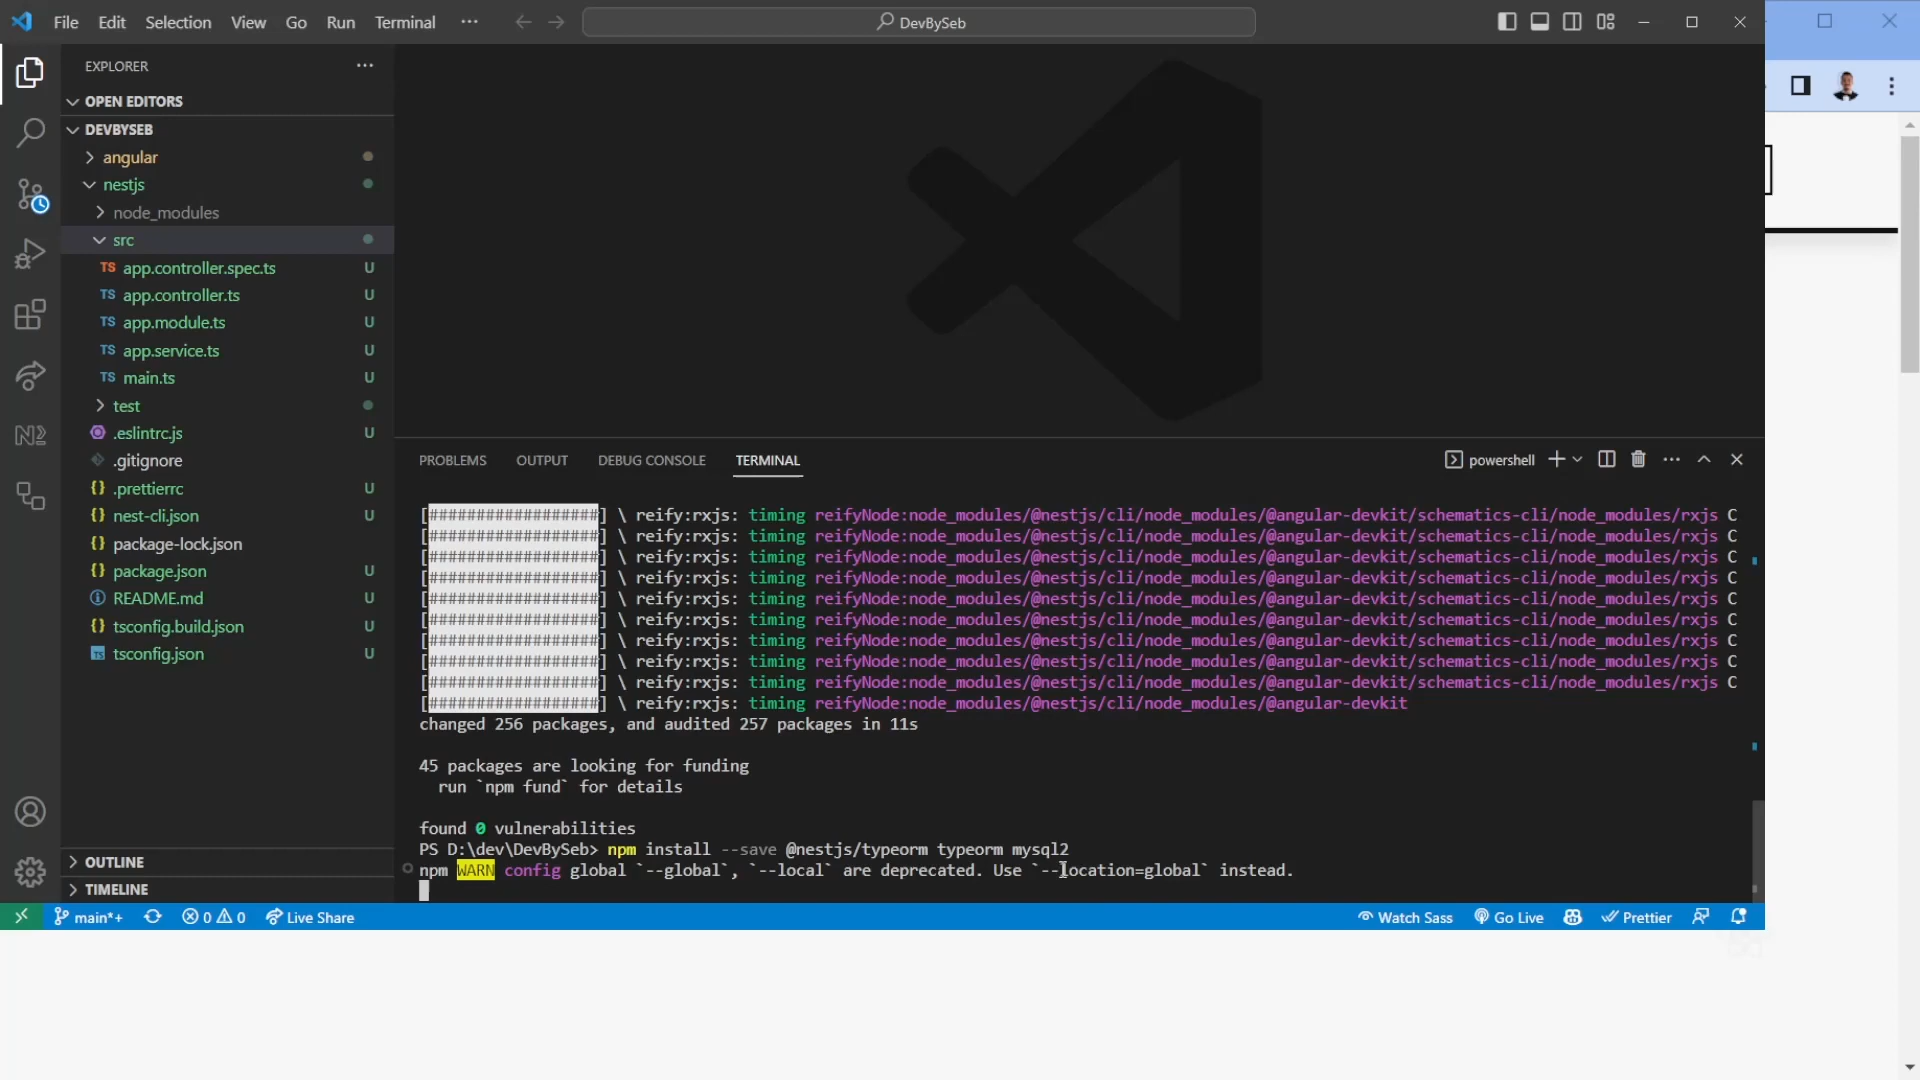 File Edit Selection View Go Run Terminal ···
DevBySeb
EXPLORER
OPEN EDITORS
DEVBYSEB
angular
nestjs
node_modules
src
TS app.controller.spec.ts U
TS app.controller.ts U
TS app.module.ts U
TS app.service.ts U
TS main.ts U
test
.eslintrc.js U
.gitignore
{} .prettierrc U
{} nest-cli.json U
{} package-lock.json
{} package.json U
README.md U
{} tsconfig.build.json U
TS tsconfig.json U
OUTLINE
TIMELINE
PROBLEMS OUTPUT DEBUG CONSOLE TERMINAL
powershell
[##################] \ reify:rxjs: timing reifyNode:node_modules/@nestjs/cli/node_modules/@angular-devkit/schematics-cli/node_modules/rxjs C
[##################] \ reify:rxjs: timing reifyNode:node_modules/@nestjs/cli/node_modules/@angular-devkit/schematics-cli/node_modules/rxjs C
[##################] \ reify:rxjs: timing reifyNode:node_modules/@nestjs/cli/node_modules/@angular-devkit/schematics-cli/node_modules/rxjs C
[##################] \ reify:rxjs: timing reifyNode:node_modules/@nestjs/cli/node_modules/@angular-devkit/schematics-cli/node_modules/rxjs C
[##################] \ reify:rxjs: timing reifyNode:node_modules/@nestjs/cli/node_modules/@angular-devkit/schematics-cli/node_modules/rxjs C
[##################] \ reify:rxjs: timing reifyNode:node_modules/@nestjs/cli/node_modules/@angular-devkit/schematics-cli/node_modules/rxjs C
[##################] \ reify:rxjs: timing reifyNode:node_modules/@nestjs/cli/node_modules/@angular-devkit/schematics-cli/node_modules/rxjs C
[##################] \ reify:rxjs: timing reifyNode:node_modules/@nestjs/cli/node_modules/@angular-devkit/schematics-cli/node_modules/rxjs C
[##################] \ reify:rxjs: timing reifyNode:node_modules/@nestjs/cli/node_modules/@angular-devkit/schematics-cli/node_modules/rxjs C
[##################] \ reify:rxjs: timing reifyNode:node_modules/@nestjs/cli/node_modules/@angular-devkit
changed 256 packages, and audited 257 packages in 11s
45 packages are looking for funding
run `npm fund` for details
found 0 vulnerabilities
PS D:\dev\DevBySeb> npm install --save @nestjs/typeorm typeorm mysql2
npm WARN config global `--global`, `--local` are deprecated. Use `--location=global` instead.
main*+ 0 0 Live Share
Watch Sass Go Live Prettier